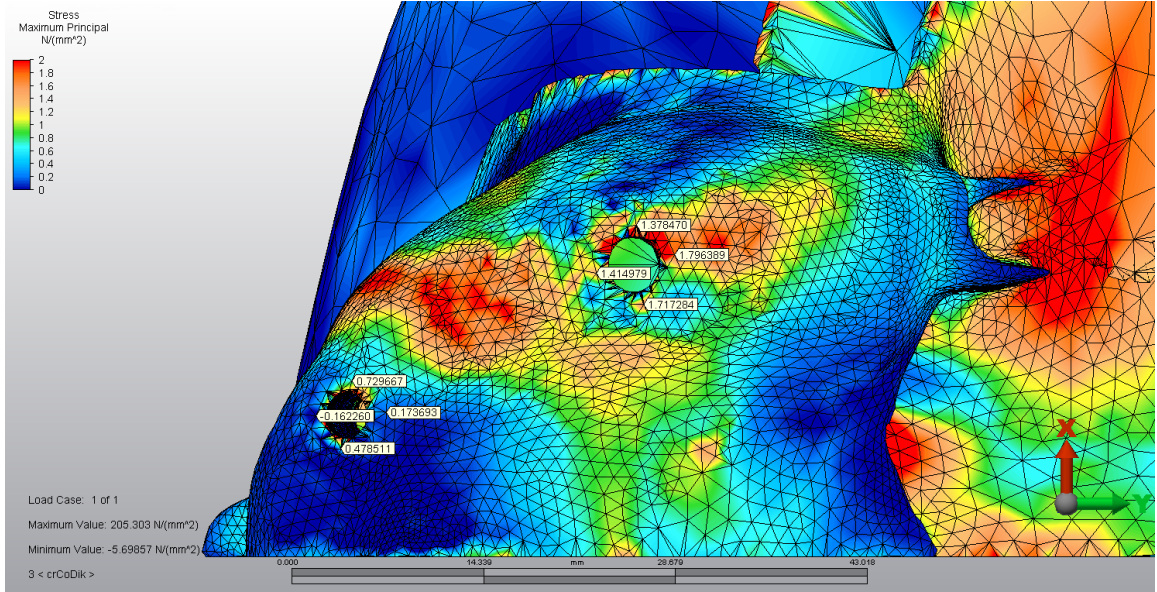 Stress
Maximum Principal
N/(mm^2)
2
1.8
1.6
1.4
1.2
1
0.8
0.6
0.4
0.2
0
1.378470
1.796389
1.414979
1.717284
0.729667
-0.162260
0.173693
0.478511
X
Y
Load Case: 1 of 1
Maximum Value: 205.303 N/(mm^2)
Minimum Value: -5.69857 N/(mm^2)
3 < crCoDik >
0.000 14.339 mm 28.679 43.018